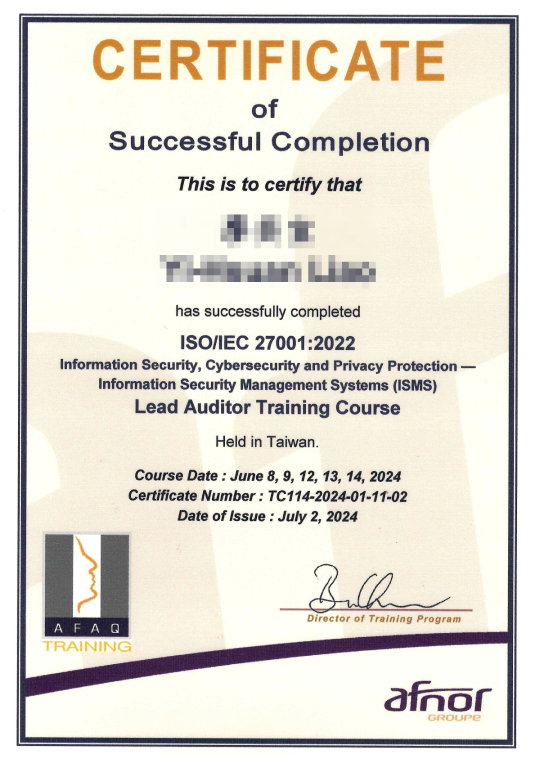 CERTIFICATE
of
Successful Completion
This is to certify that
has successfully completed
ISO/IEC 27001:2022
Information Security, Cybersecurity and Privacy Protection —
Information Security Management Systems (ISMS)
Lead Auditor Training Course
Held in Taiwan.
Course Date : June 8, 9, 12, 13, 14, 2024
Certificate Number : TC114-2024-01-11-02
Date of Issue : July 2, 2024
AFAQ
TRAINING
Director of Training Program
afnor
GROUPE